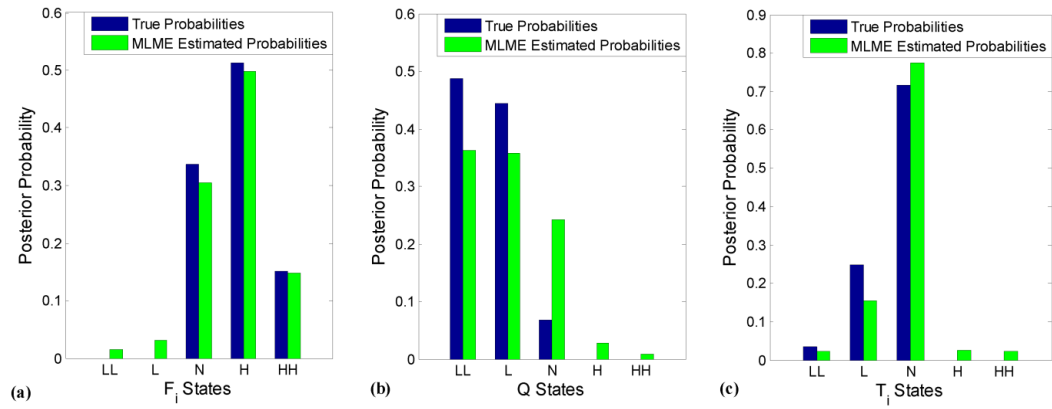 True Probabilities
MLME Estimated Probabilities
Posterior Probability
0.6
0.5
0.4
0.3
0.2
0.1
0
LL L N H HH
(a)
F_i States
True Probabilities
MLME Estimated Probabilities
Posterior Probability
0.6
0.5
0.4
0.3
0.2
0.1
0
LL L N H HH
(b)
Q States
True Probabilities
MLME Estimated Probabilities
Posterior Probability
0.9
0.8
0.7
0.6
0.5
0.4
0.3
0.2
0.1
0
LL L N H HH
(c)
T_i States